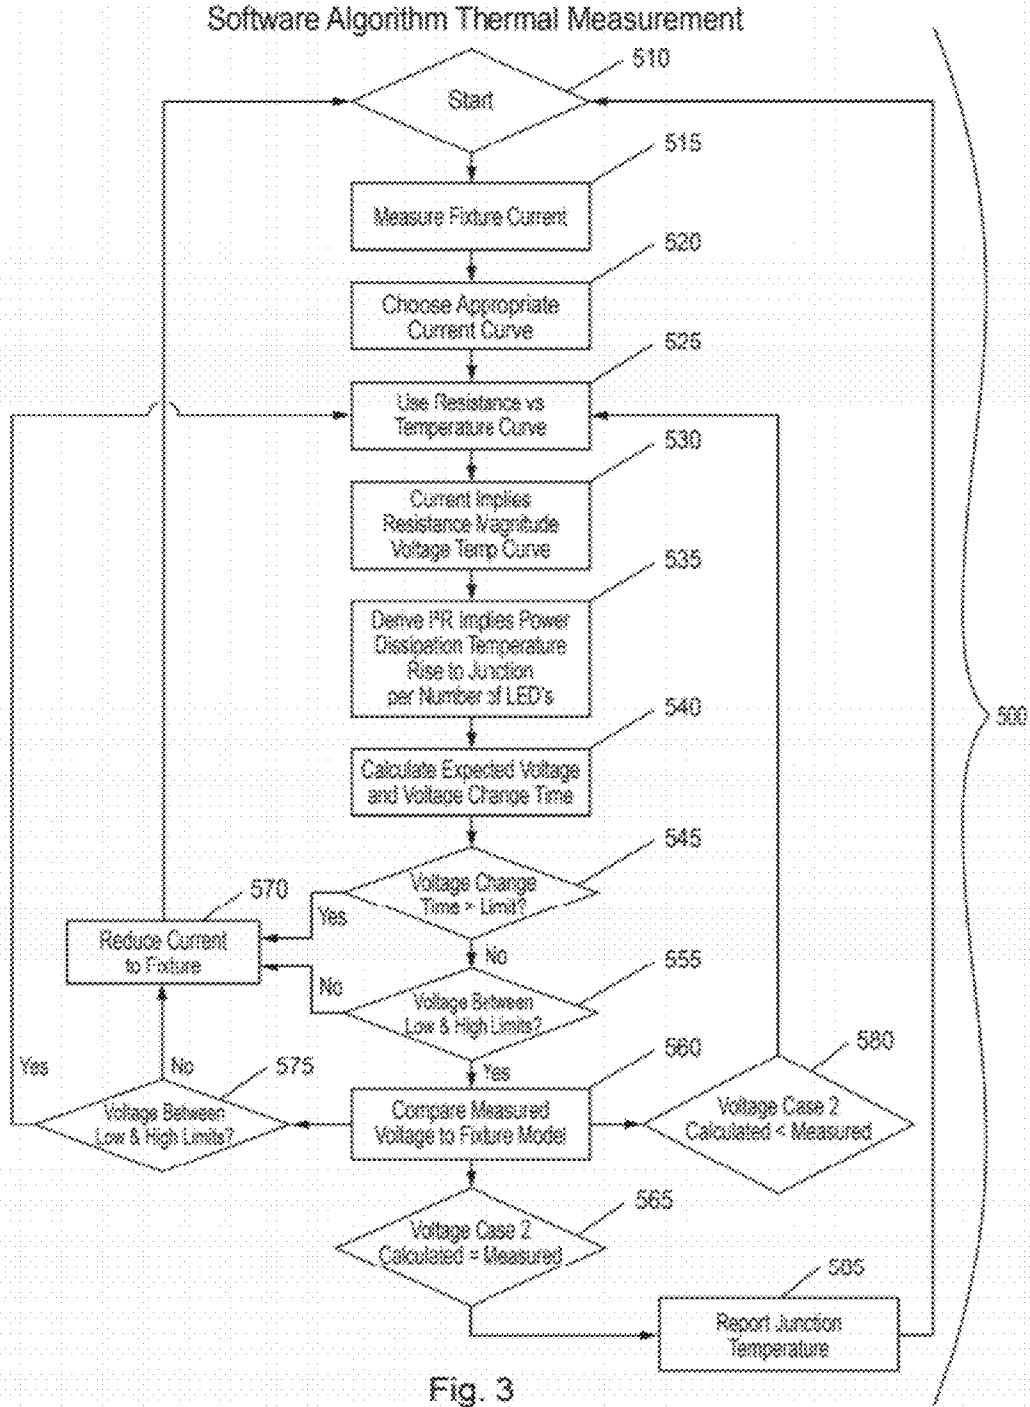 Software Algorithm Thermal Measurement
510
Start
515
Measure Fixture Current
520
Choose Appropriate
Current Curve
525
Use Resistance vs
Temperature Curve
530
Current Implies
Resistance Magnitude
Voltage Temp Curve
535
Derive I²R Implies Power
Dissipation Temperature
Rise to Junction
per Number of LED's
540
Calculate Expected Voltage
and Voltage Change Time
500
545
Voltage Change
Time > Limit?
Yes
No
570
Reduce Current
to Fixture
555
Voltage Between
Low & High Limits?
No
Yes
560
Compare Measured
Voltage to Fixture Model
575
Voltage Between
Low & High Limits?
Yes
No
580
Voltage Case 2
Calculated < Measured
565
Voltage Case 2
Calculated = Measured
585
Report Junction
Temperature
Fig. 3